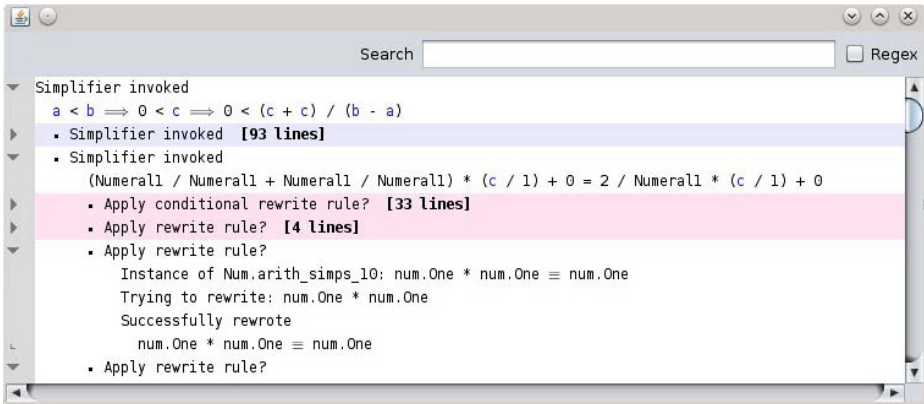 Search Regex
Simplifier invoked
a < b ⟹ 0 < c ⟹ 0 < (c + c) / (b - a)
▪ Simplifier invoked [93 lines]
▪ Simplifier invoked
(Numeral1 / Numeral1 + Numeral1 / Numeral1) * (c / 1) + 0 = 2 / Numeral1 * (c / 1) + 0
▪ Apply conditional rewrite rule? [33 lines]
▪ Apply rewrite rule? [4 lines]
▪ Apply rewrite rule?
Instance of Num.arith_simps_10: num.One * num.One ≡ num.One
Trying to rewrite: num.One * num.One
Successfully rewrote
num.One * num.One ≡ num.One
▪ Apply rewrite rule?